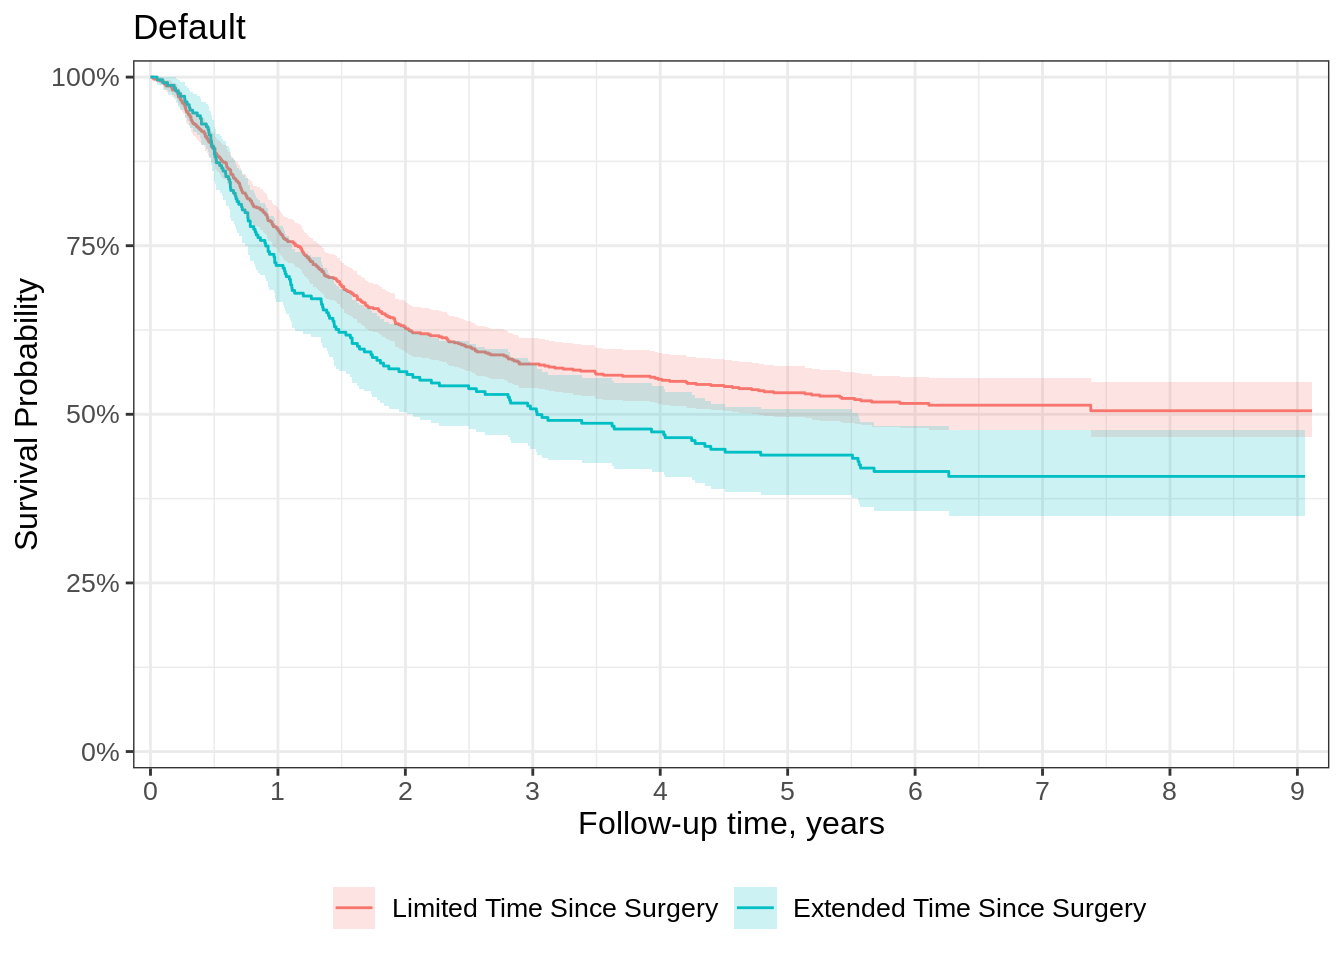 Default
100%
75%
50%
25%
0%
Survival Probability
0 1 2 3 4 5 6 7 8 9
Follow-up time, years
Limited Time Since Surgery Extended Time Since Surgery